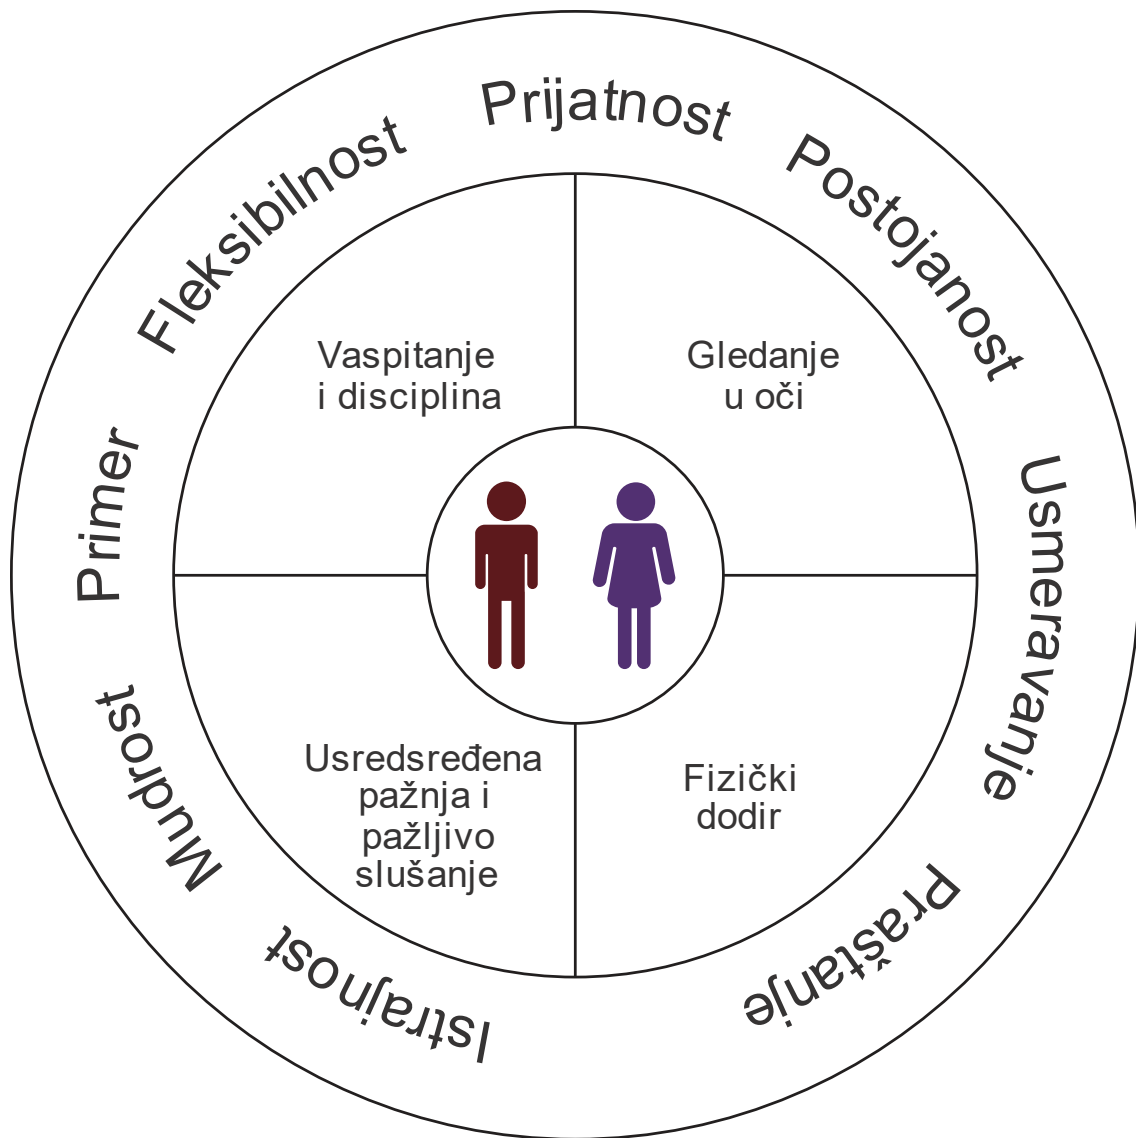 Prijatnost
Postojanost
Usmeravanje
Praštanje
Istrajnost
Mudrost
Primer
Fleksibilnost
Vaspitanje
i disciplina
Gledanje
u oči
Usredsređena
pažnja i
pažljivo
slušanje
Fizički
dodir